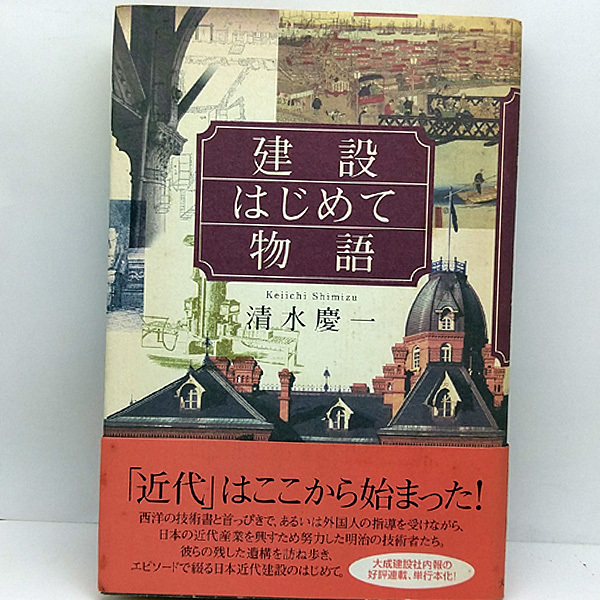 建設
はじめて
物語
Keiichi Shimizu
清水慶一
「近代」はここから始まった!
西洋の技術書と首っぴきで、あるいは外国人の指導を受けながら、
日本の近代産業を興すため努力した明治の技術者たち。
彼らの残した遺構を訪ね歩き、
エピソードで綴る日本近代建設のはじめて。
大成建設社内報の
好評連載、単行本化!